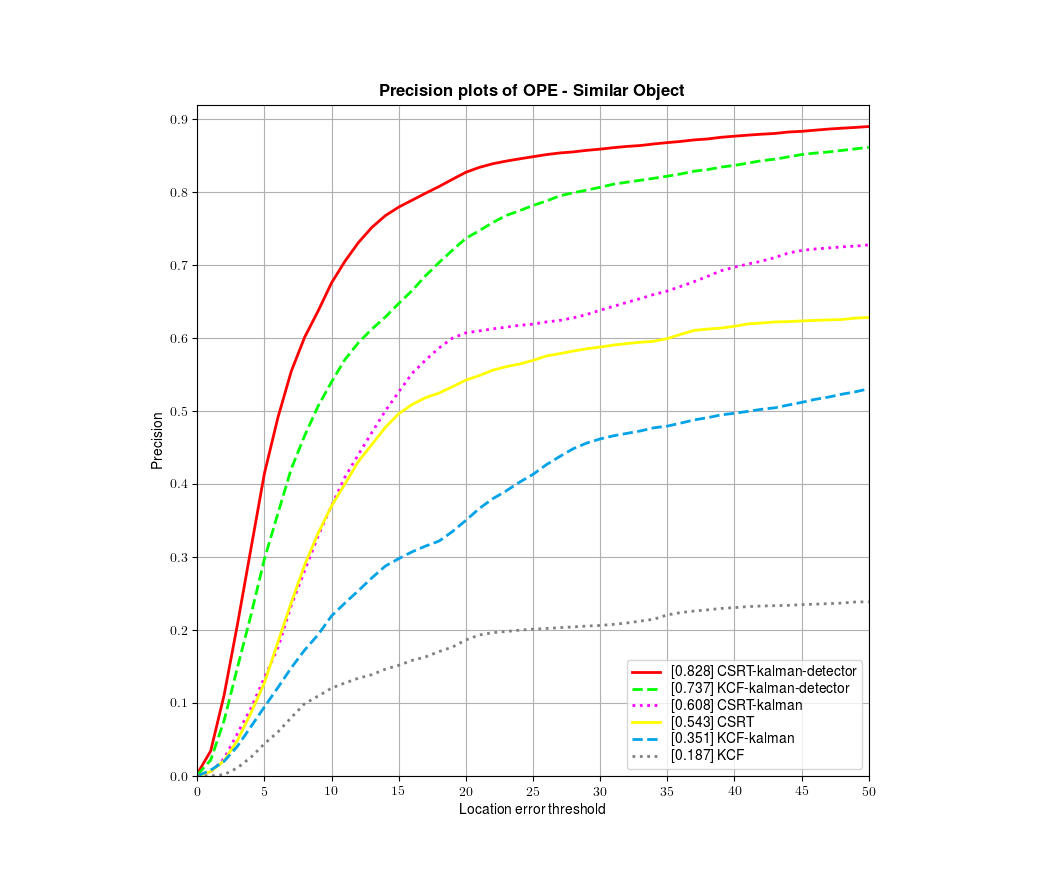 Precision plots of OPE - Similar Object
0.9
0.8
0.7
0.6
0.5
0.4
0.3
0.2
0.1
0.0
Precision
[0.828] CSRT-kalman-detector
[0.737] KCF-kalman-detector
[0.608] CSRT-kalman
[0.543] CSRT
[0.351] KCF-kalman
[0.187] KCF
0 5 10 15 20 25 30 35 40 45 50
Location error threshold